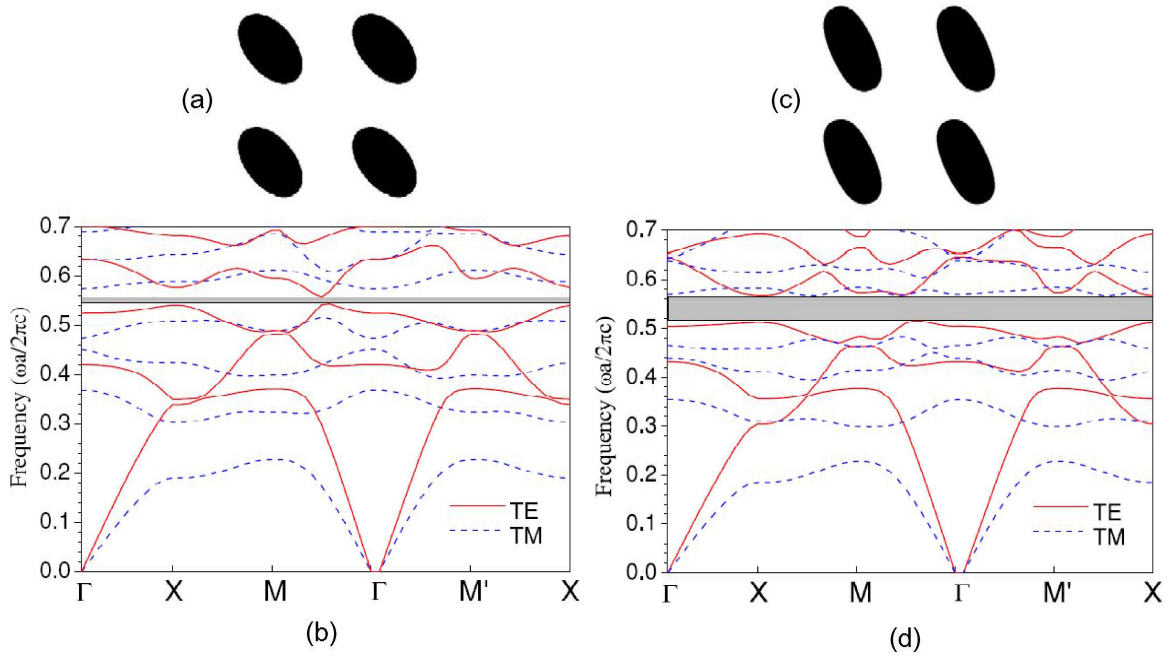 (a)
(c)
0.7
0.6
0.5
0.4
0.3
0.2
0.1
0.0
Frequency (ωa/2πc)
TE
TM
Γ X M Γ M' X
(b)
0.7
0.6
0.5
0.4
0.3
0.2
0.1
0.0
Frequency (ωa/2πc)
TE
TM
Γ X M Γ M' X
(d)